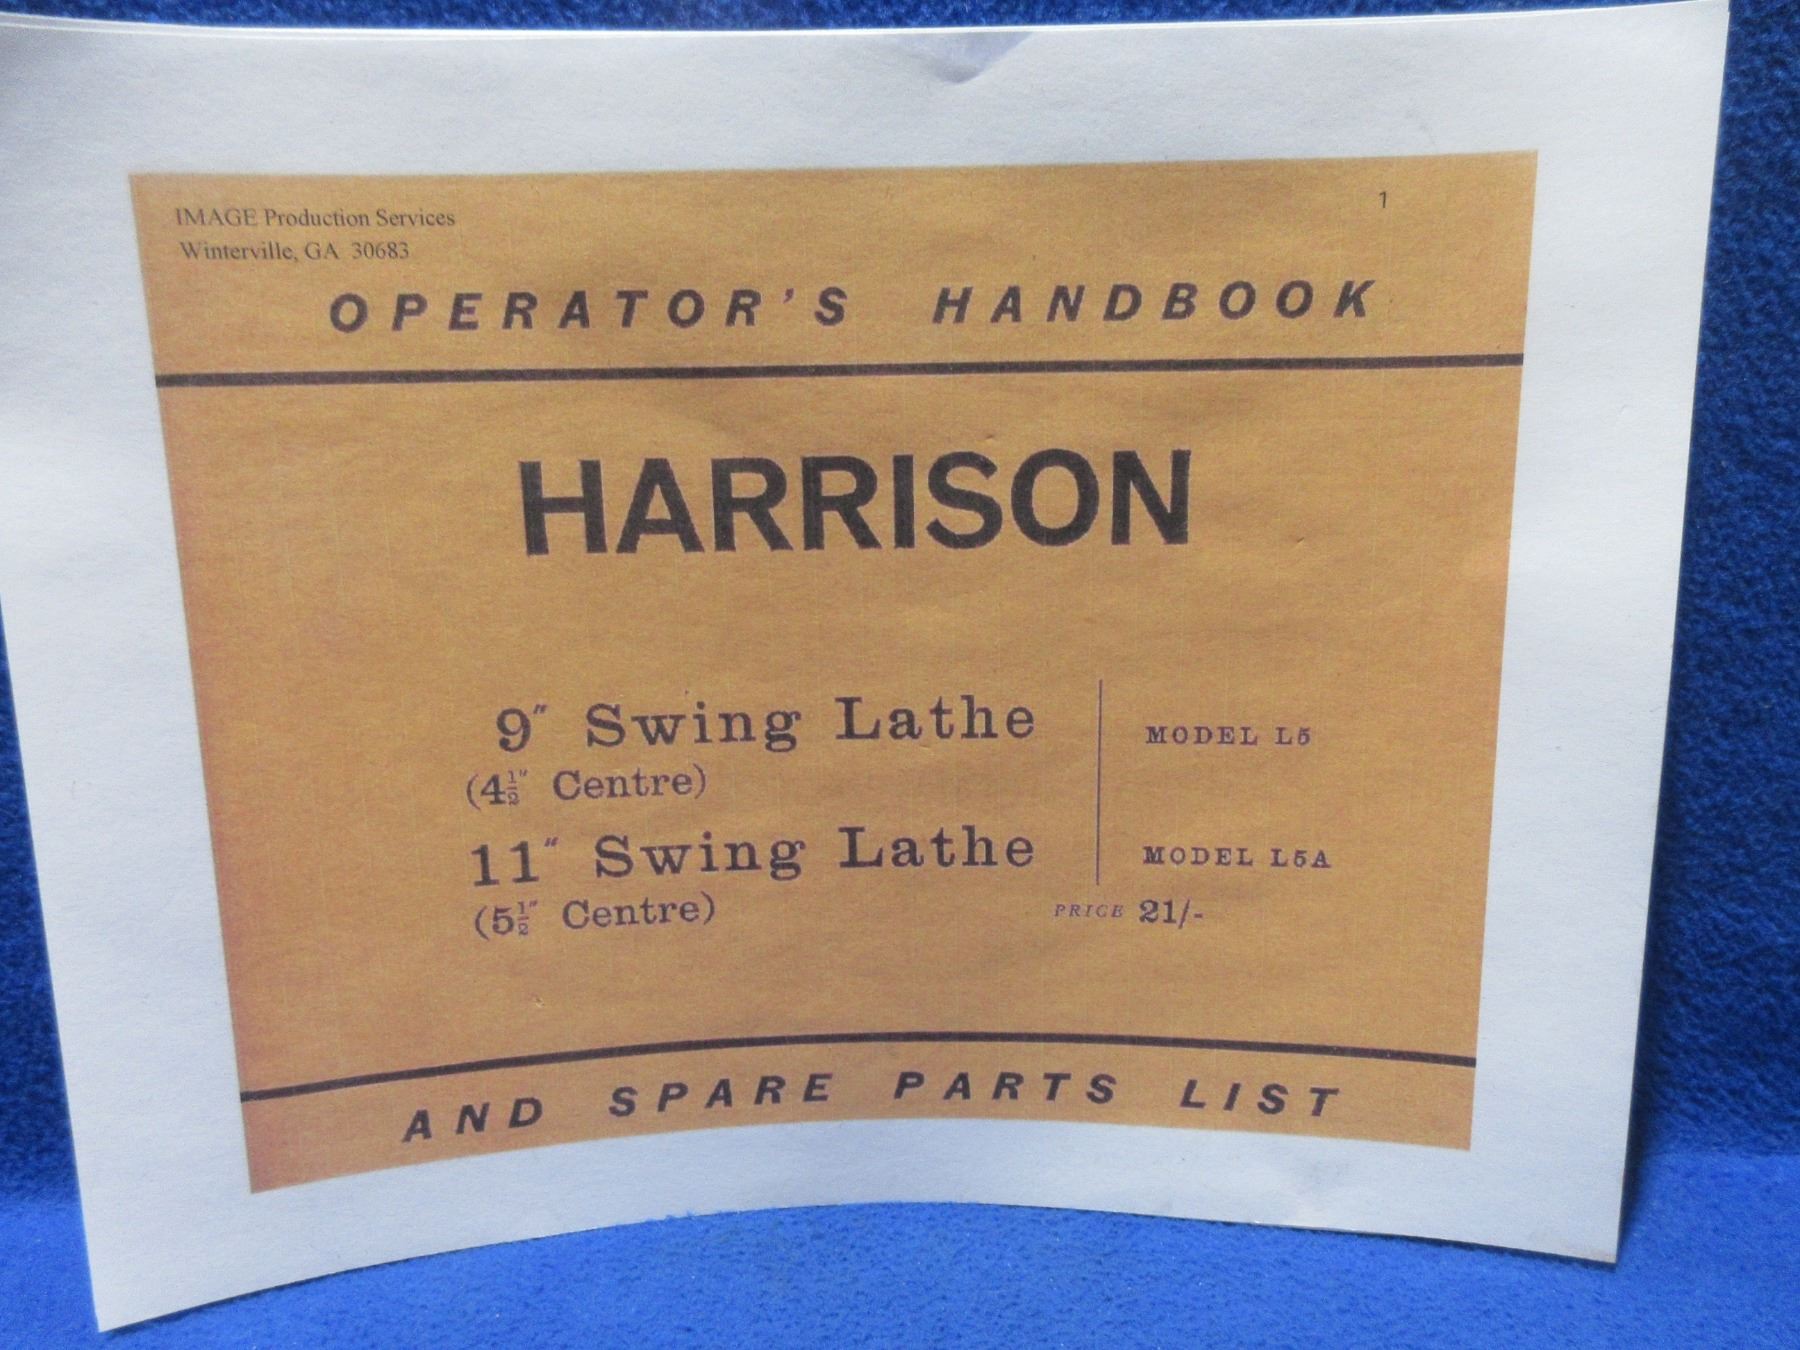 IMAGE Production Services
1
Winterville, GA 30683
OPERATOR'S HANDBOOK
HARRISON
9″ Swing Lathe
MODEL L5
(4½″ Centre)
11″ Swing Lathe
MODEL L5A
(5½″ Centre)
PRICE 21/-
AND SPARE PARTS LIST